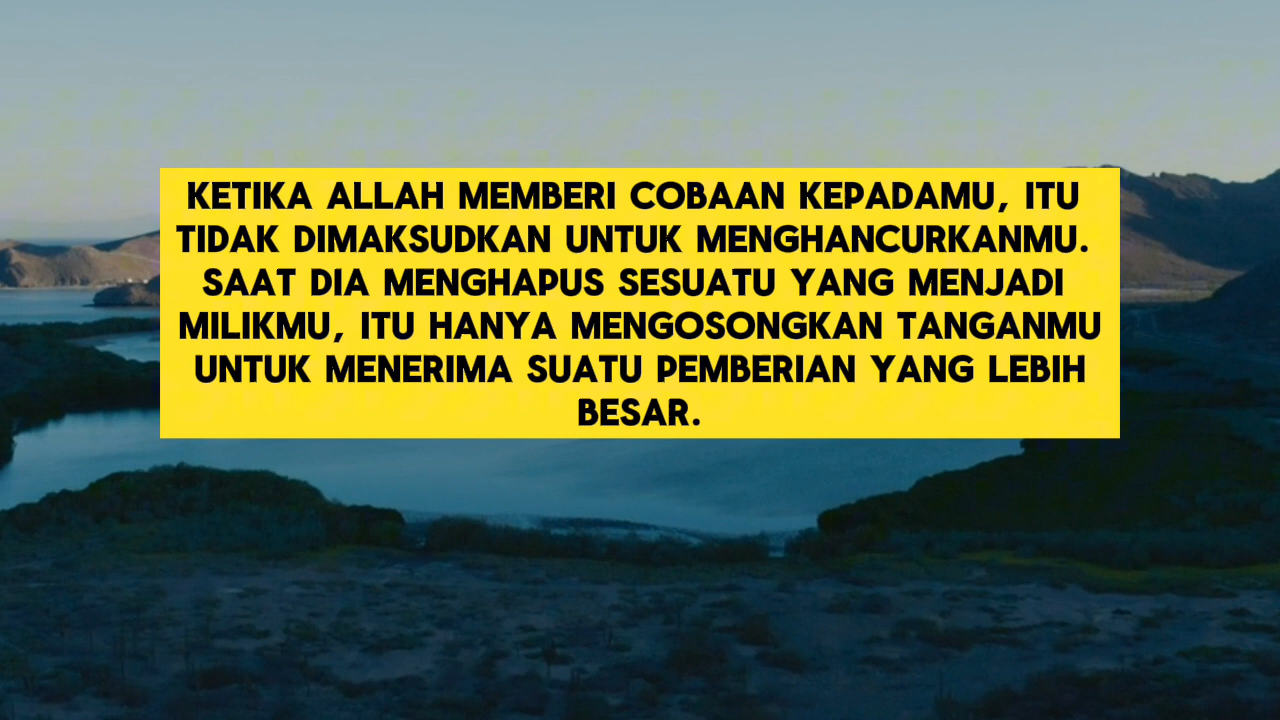 KETIKA ALLAH MEMBERI COBAAN KEPADAMU, ITU
TIDAK DIMAKSUDKAN UNTUK MENGHANCURKANMU.
SAAT DIA MENGHAPUS SESUATU YANG MENJADI
MILIKMU, ITU HANYA MENGOSONGKAN TANGANMU
UNTUK MENERIMA SUATU PEMBERIAN YANG LEBIH
BESAR.